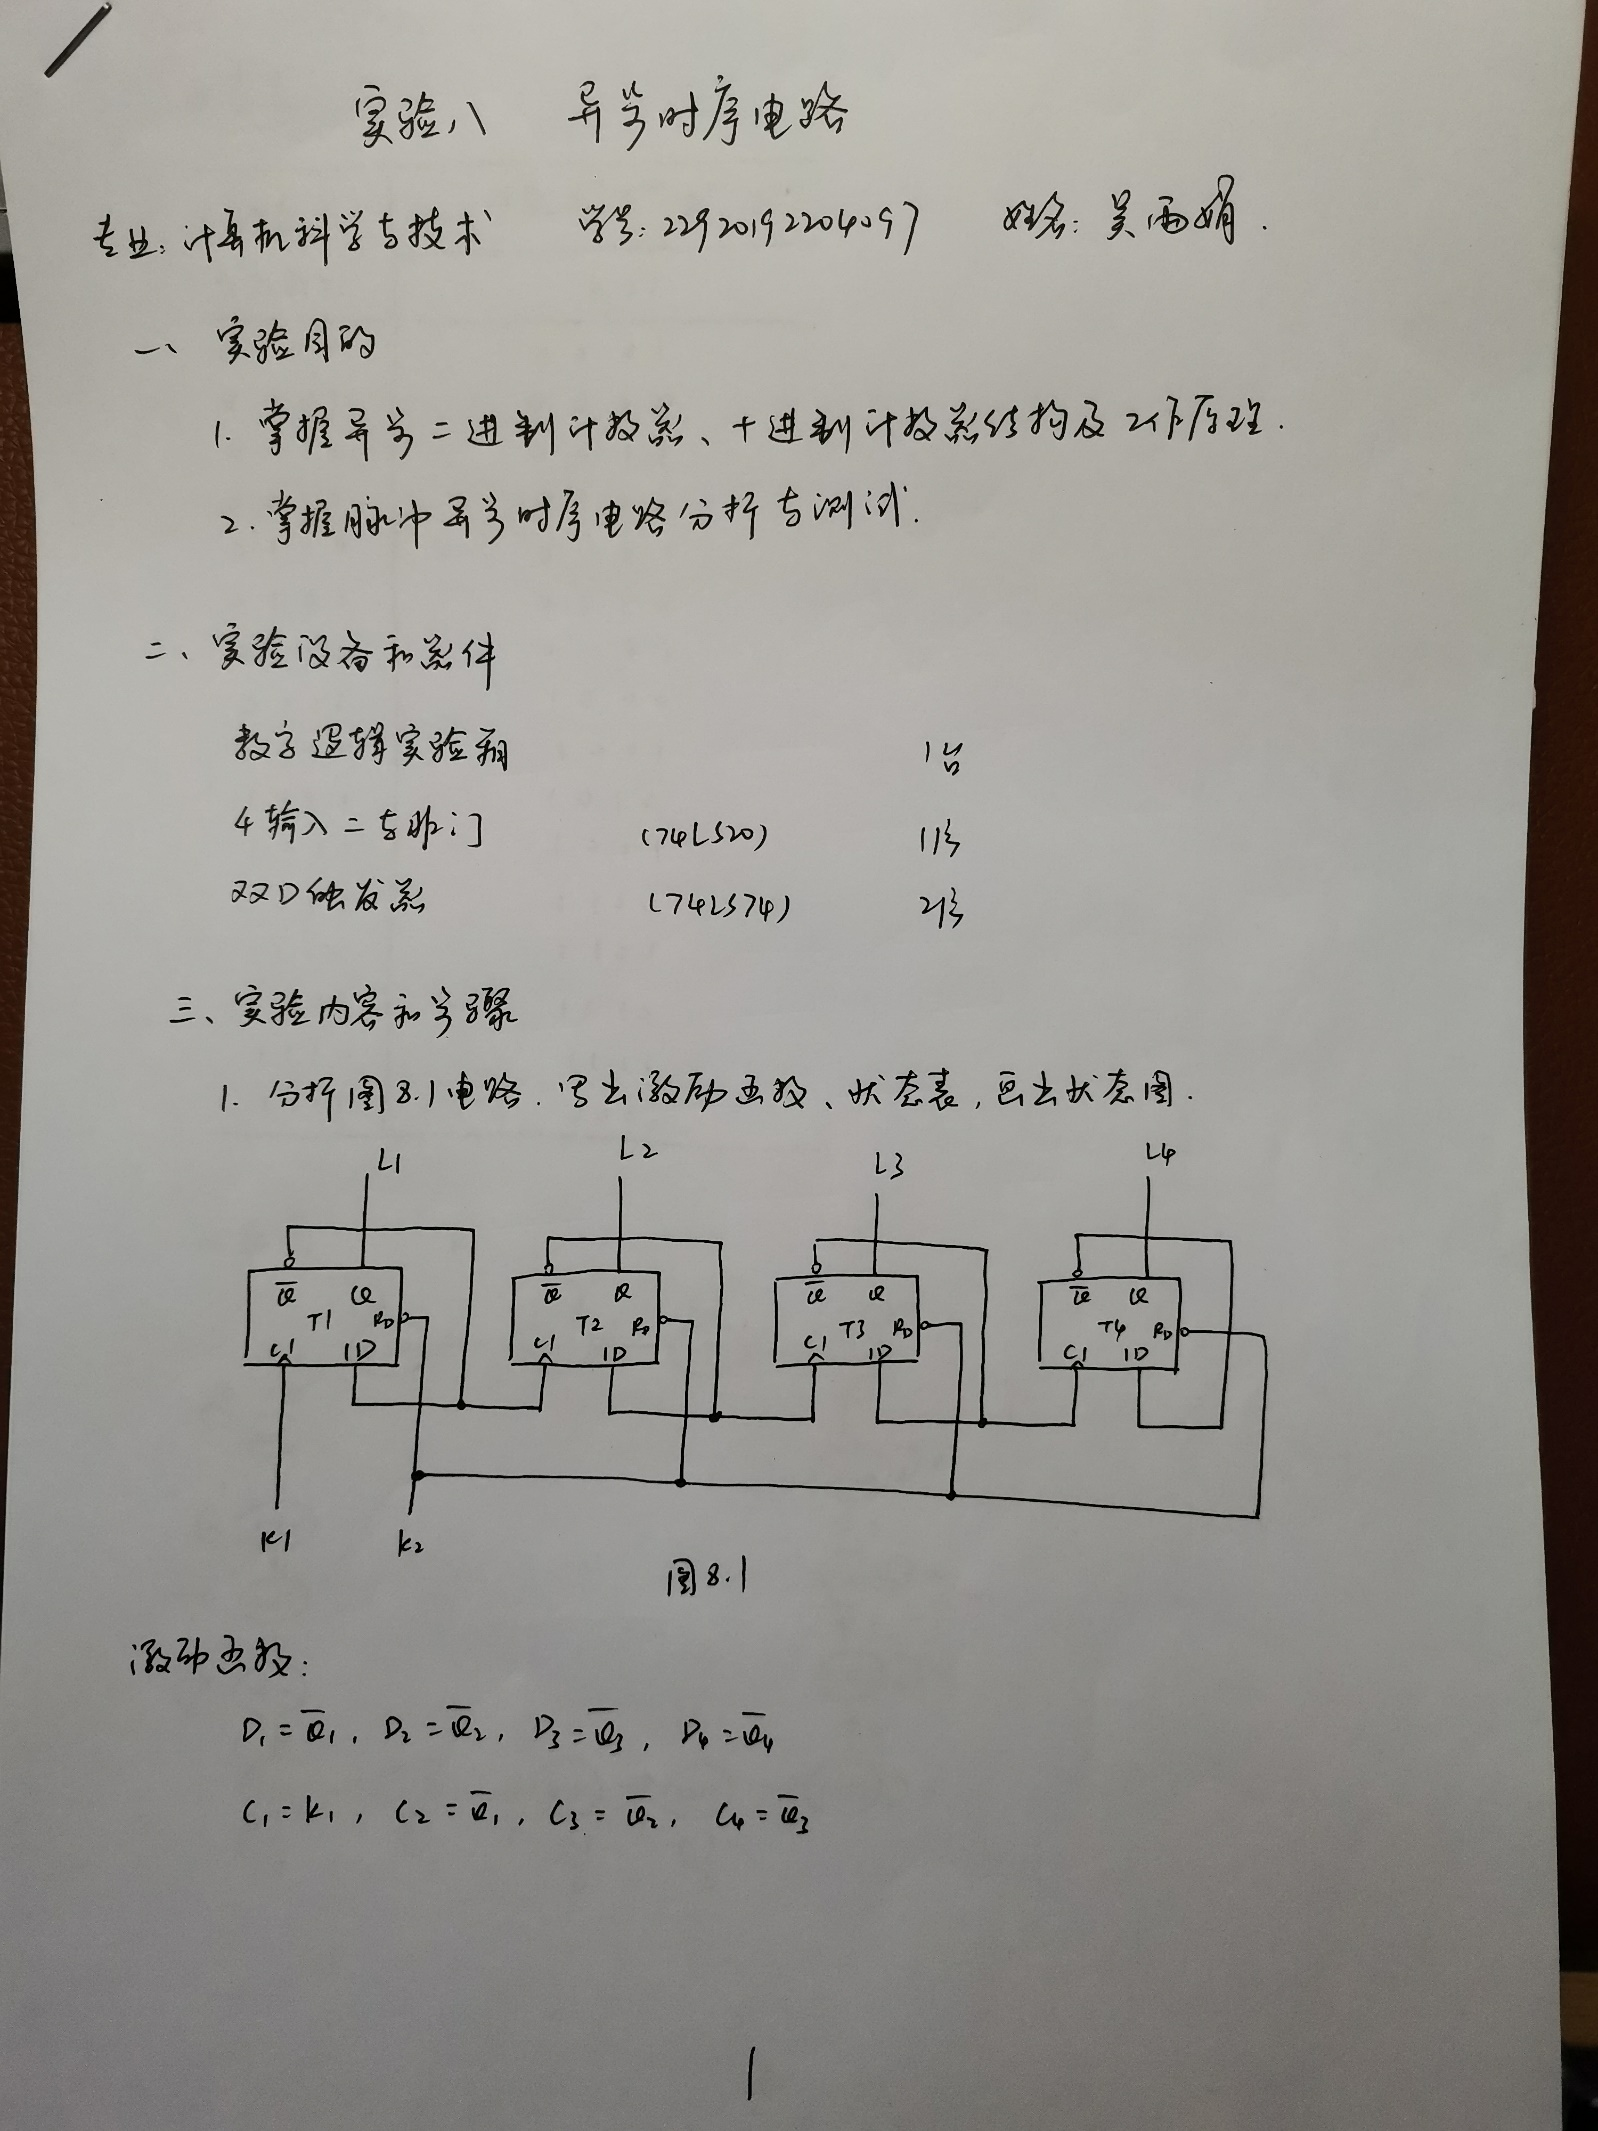 实验八 异步时序电路
专业: 计算机科学与技术 学号: 22920192204097 姓名: 吴雨娟.
一、实验目的
1. 掌握异步二进制计数器、十进制计数器结构及工作原理.
2. 掌握脉冲异步时序电路分析与测试.
二、实验设备和器件
数字逻辑实验箱 1台
4输入二与非门 (74LS20) 1片
双D触发器 (74LS74) 2片
三、实验内容和步骤
1. 分析图8.1电路. 写出激励函数、状态表, 画出状态图.
L1 L2 L3 L4
Q̅ Q Q̅ Q Q̅ Q Q̅ Q
T1 RD T2 RD T3 RD T4 RD
C1 1D C1 1D C1 1D C1 1D
K1 K2
图8.1
激励函数:
D₁=Q̅₁, D₂=Q̅₂, D₃=Q̅₃, D₄=Q̅₄
C₁=K₁, C₂=Q̅₁, C₃=Q̅₂, C₄=Q̅₃
1